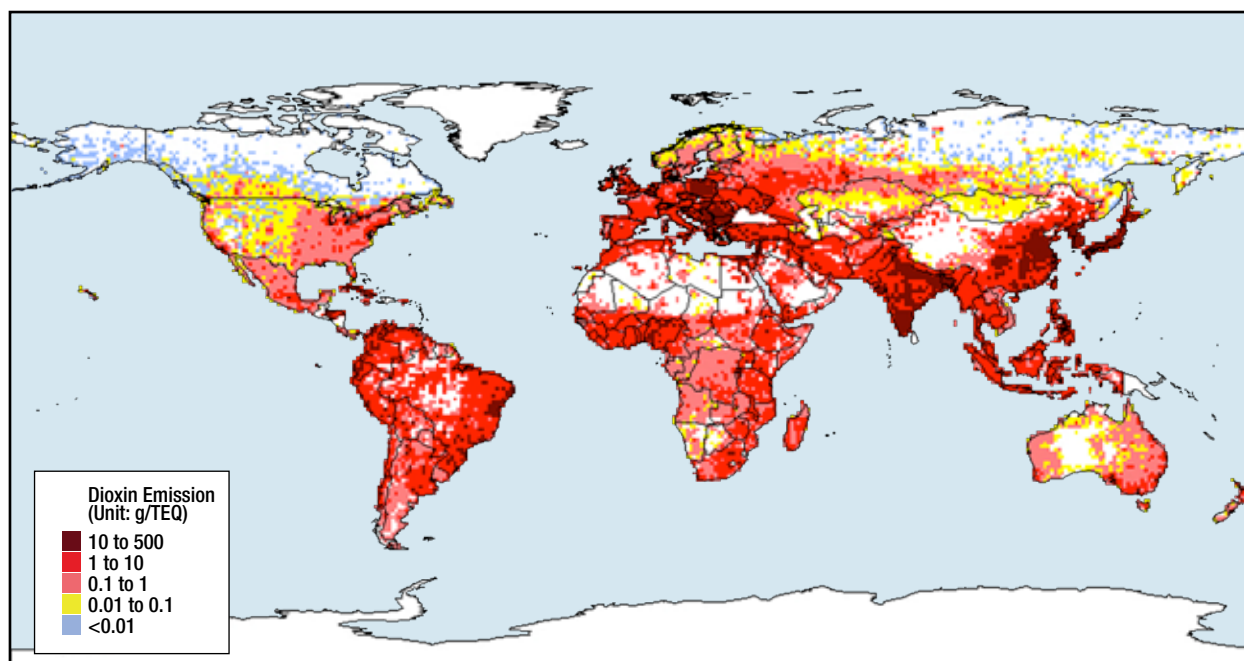 Dioxin Emission
(Unit: g/TEQ)
10 to 500
1 to 10
0.1 to 1
0.01 to 0.1
<0.01